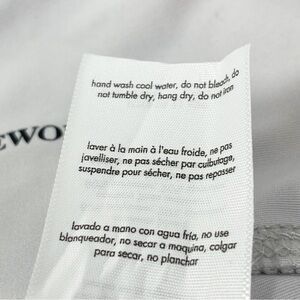 hand wash cool water, do not bleach, do
not tumble dry, hang dry, do not iron
laver à la main à l'eau froide, ne pas
javelliser, ne pas sécher par culbutage,
suspendre pour sécher, ne pas repasser
lavado a mano con agua fría, no use
blanqueador, no secar a maquina, colgar
para secar, no planchar